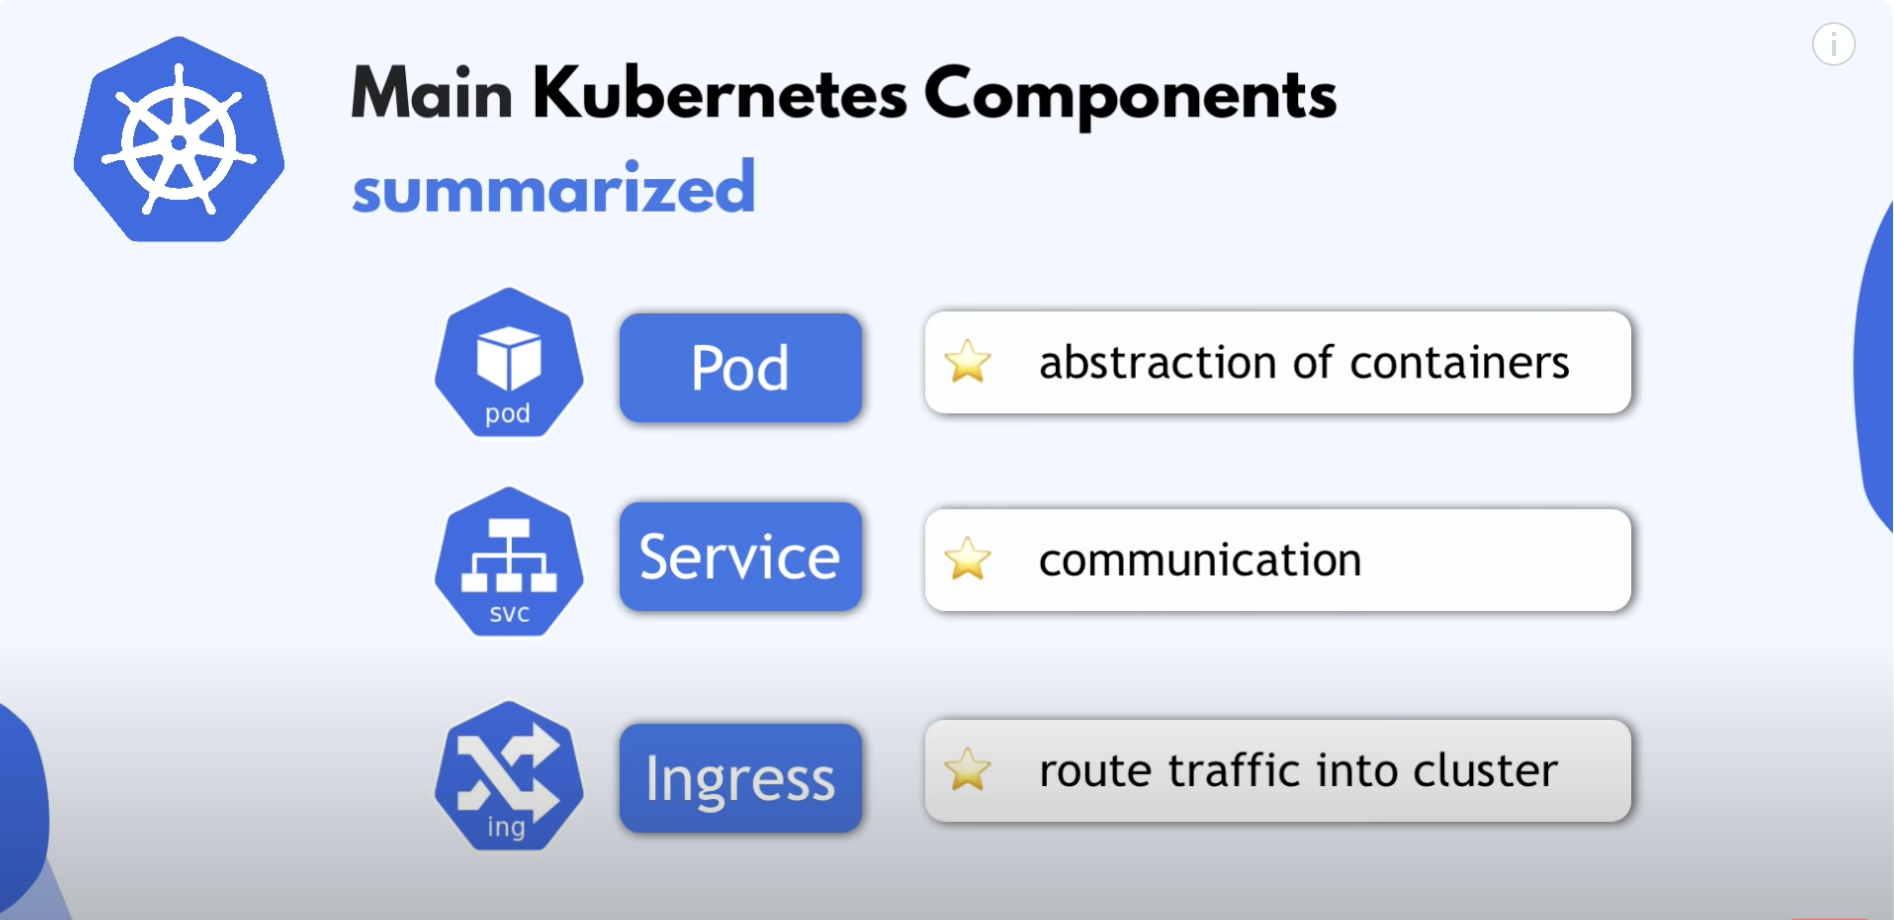 Main Kubernetes Components
summarized
pod
Pod
abstraction of containers
svc
Service
communication
ing
Ingress
route traffic into cluster